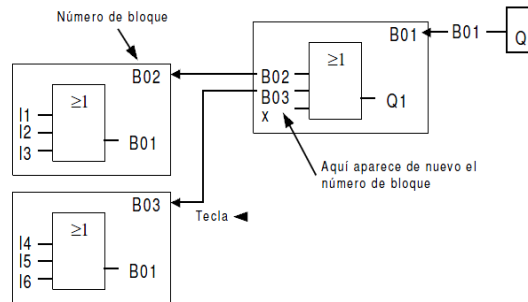 Número de bloque
B01
B01
Q
B02
≥1
B02
B03
x
Q1
≥1
I1
I2
I3
B01
Aquí aparece de nuevo el
número de bloque
B03
Tecla ◄
≥1
I4
I5
I6
B01